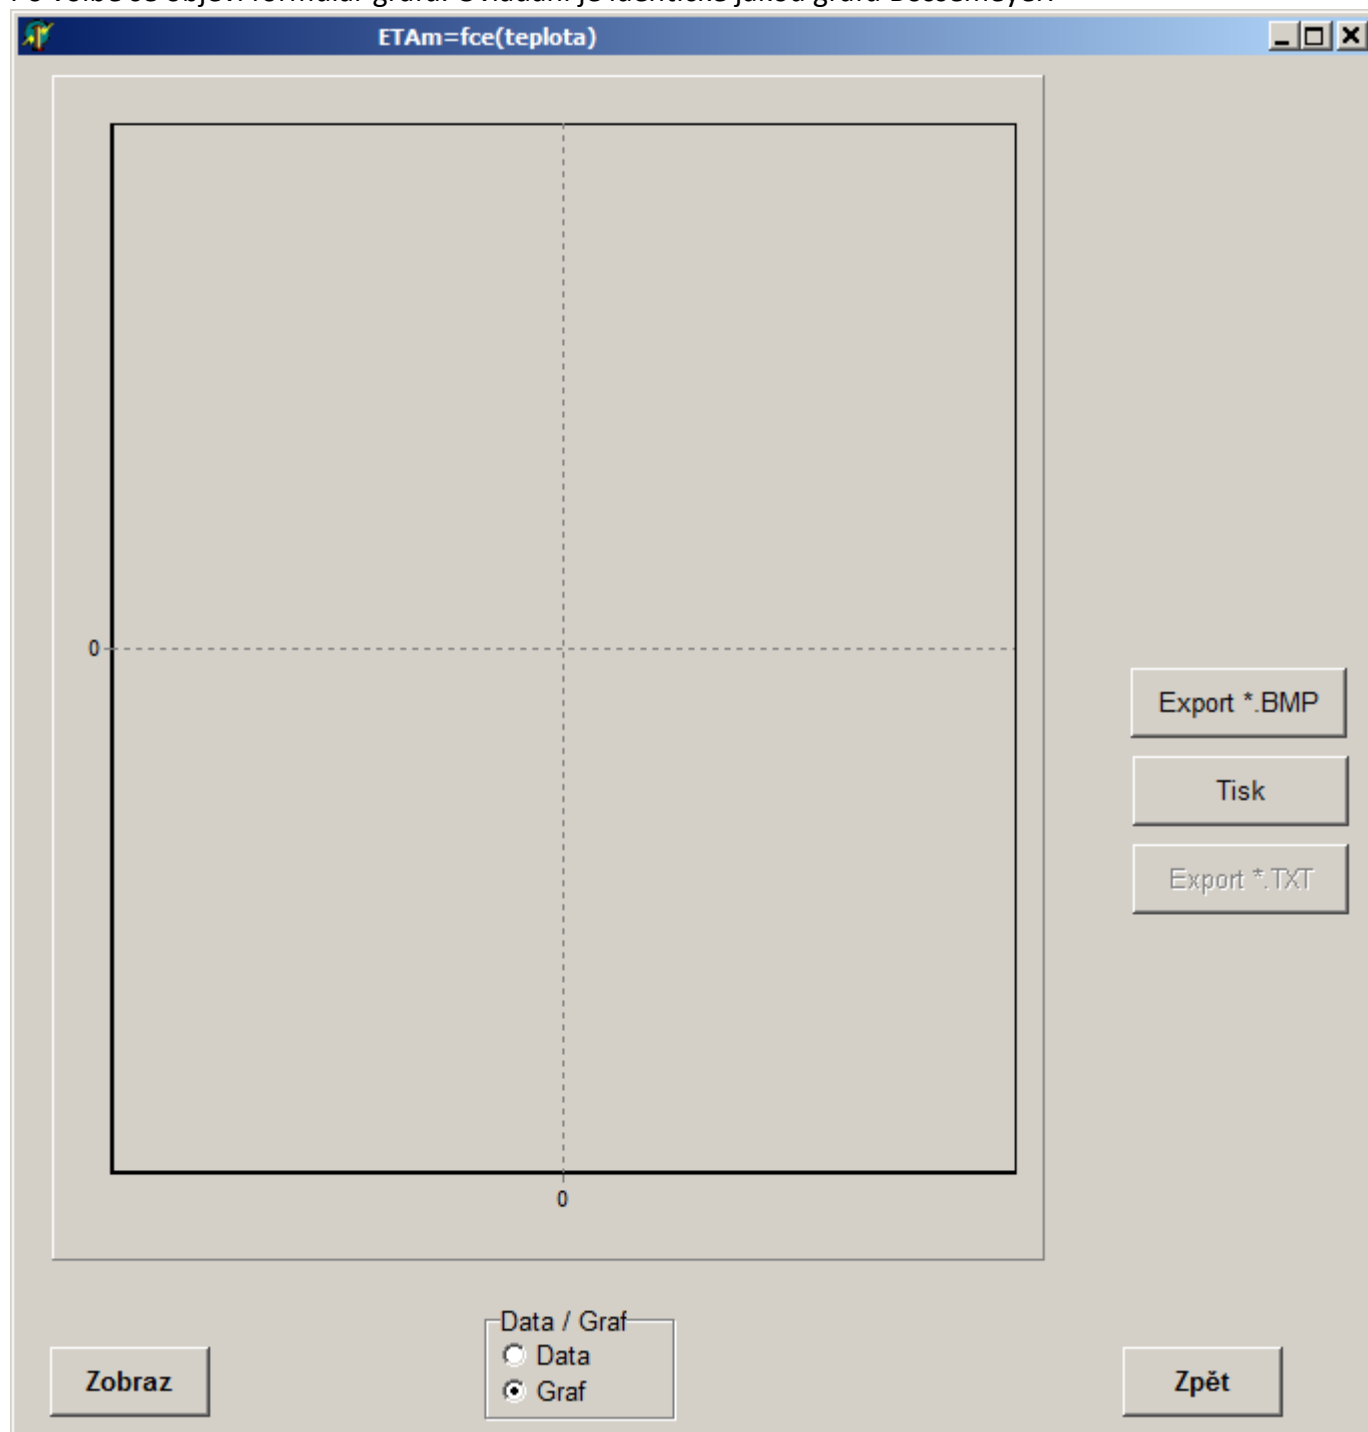 ETAm=fce(teplota)
0
0
Export *.BMP
Tisk
Export *.TXT
Data / Graf
Data
Graf
Zobraz
Zpět